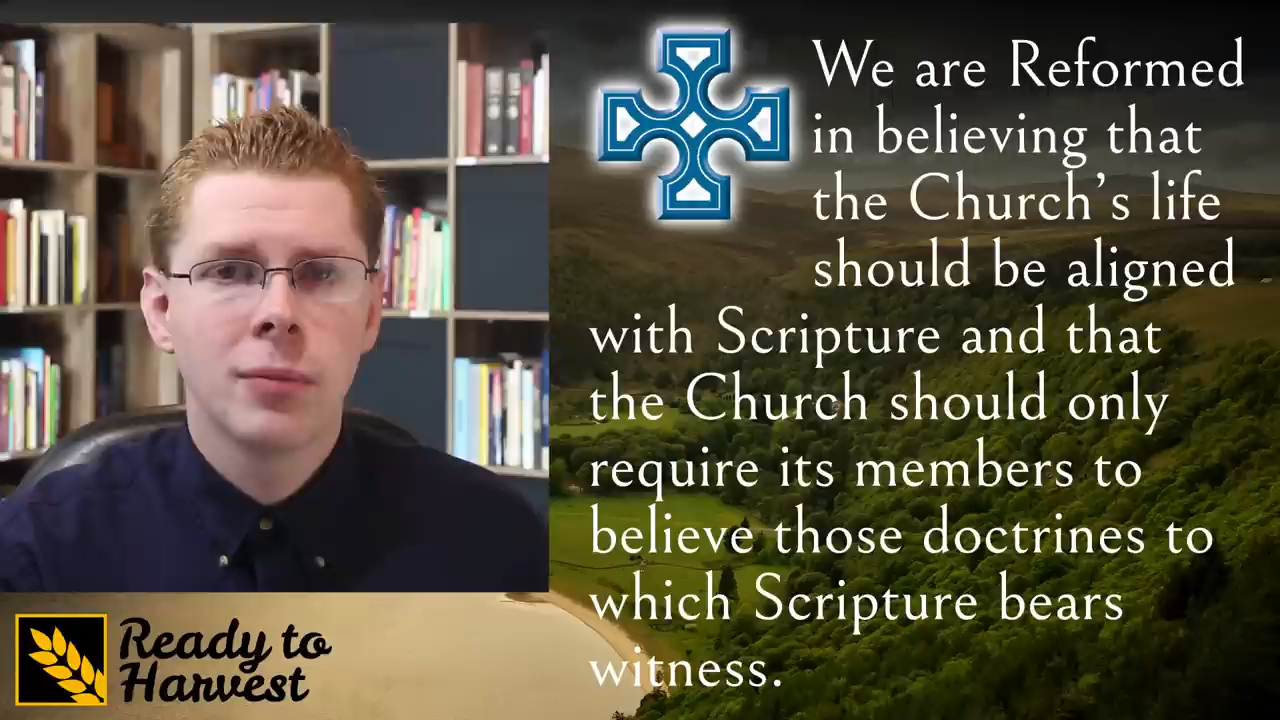 We are Reformed
in believing that
the Church's life
should be aligned
with Scripture and that
the Church should only
require its members to
believe those doctrines to
which Scripture bears
witness.
Ready to
Harvest